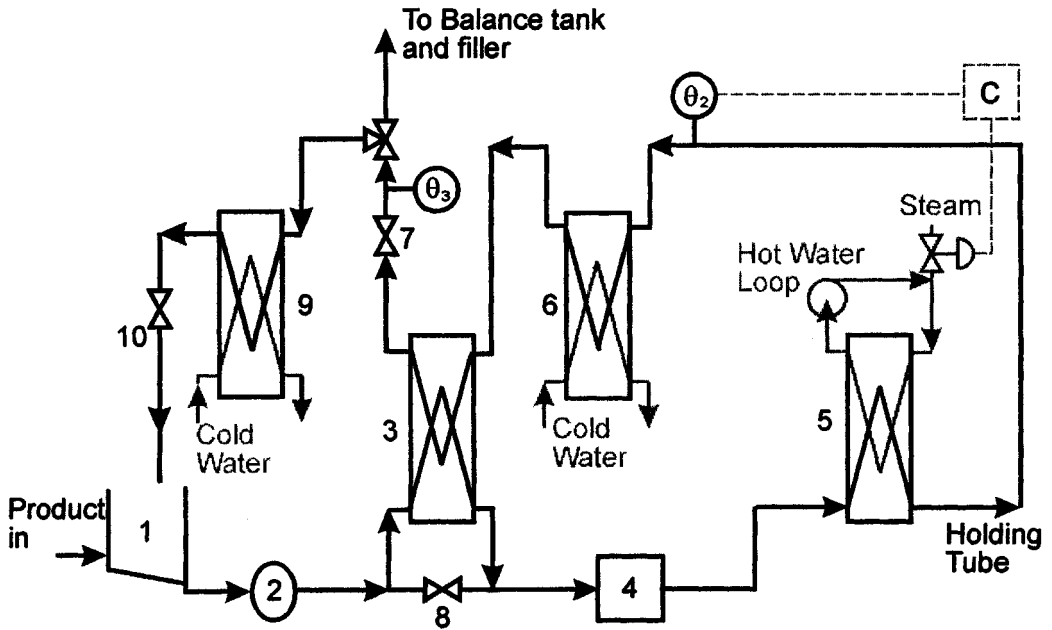 To Balance tank
and filler
θ₂
C
θ₃
7
Steam
Hot Water
Loop
9
6
10
3
5
Cold
Water
Cold
Water
Product
in
1
2
8
4
Holding
Tube